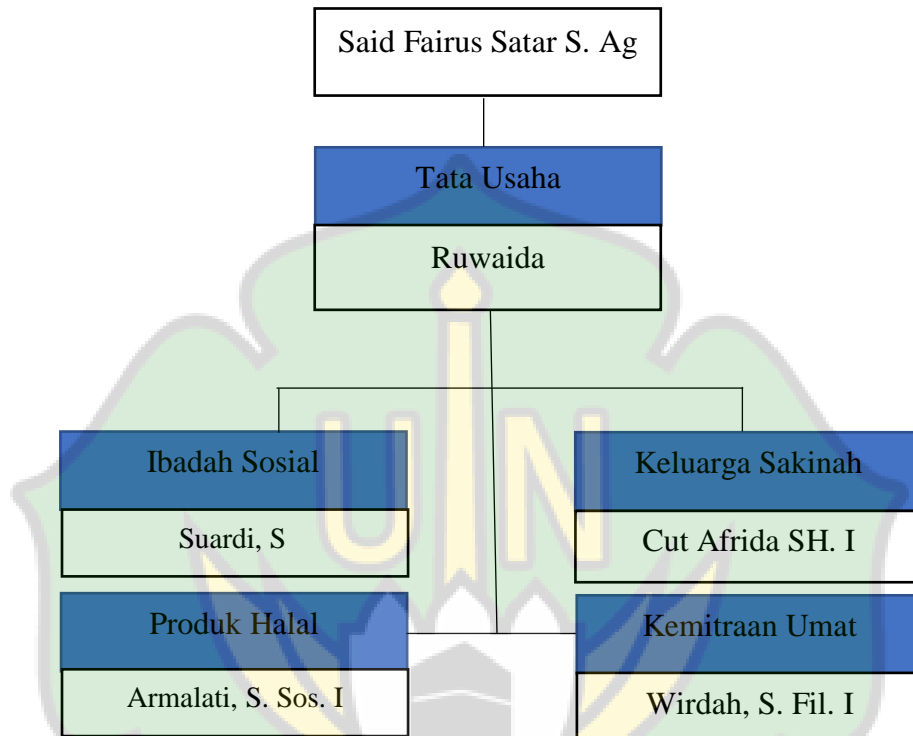 Said Fairus Satar S. Ag
Tata Usaha
Ruwaida
UIN
Ibadah Sosial
Suardi, S
Keluarga Sakinah
Cut Afrida SH. I
Produk Halal
Armalati, S. Sos. I
Kemitraan Umat
Wirdah, S. Fil. I